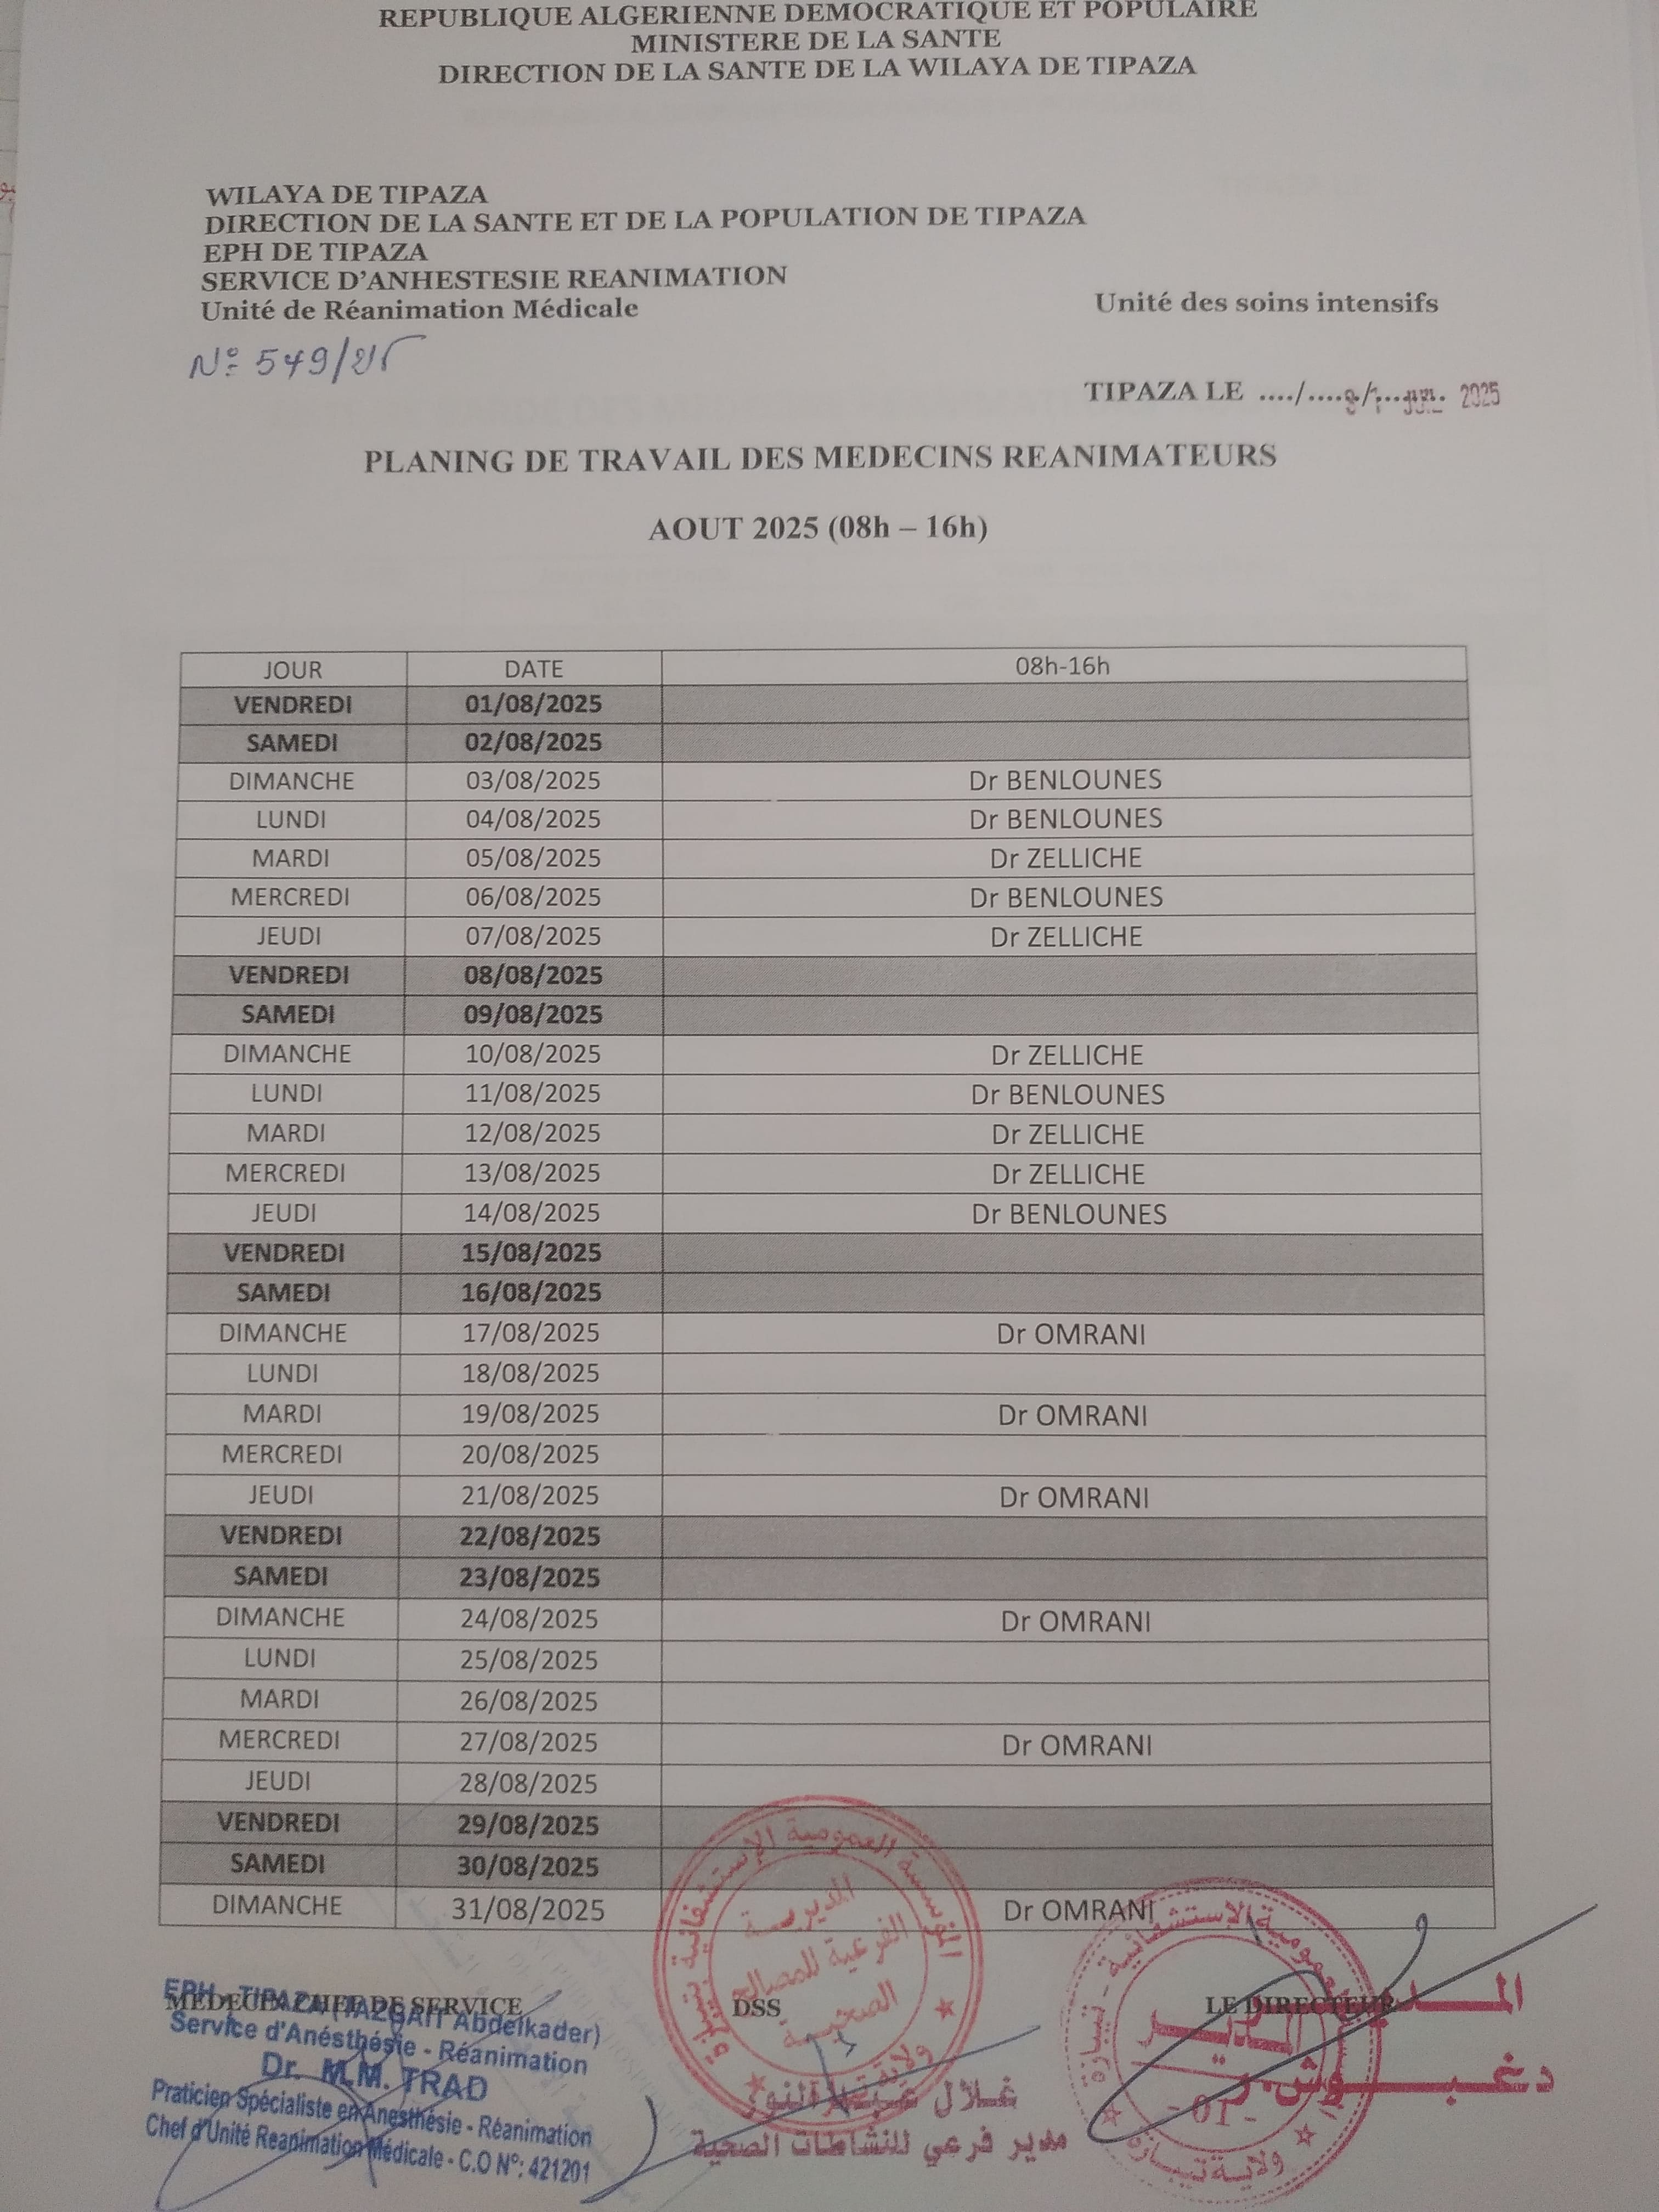 REPUBLIQUE ALGERIENNE DEMOCRATIQUE ET POPULAIRE
MINISTERE DE LA SANTE
DIRECTION DE LA SANTE DE LA WILAYA DE TIPAZA
WILAYA DE TIPAZA
DIRECTION DE LA SANTE ET DE LA POPULATION DE TIPAZA
EPH DE TIPAZA
SERVICE D'ANHESTESIE REANIMATION
Unité de Réanimation Médicale Unité des soins intensifs
N° 549/
TIPAZA LE 2025
PLANING DE TRAVAIL DES MEDECINS REANIMATEURS
AOUT 2025 (08h – 16h)
JOUR DATE 08h-16h
VENDREDI 01/08/2025
SAMEDI 02/08/2025
DIMANCHE 03/08/2025 Dr BENLOUNES
LUNDI 04/08/2025 Dr BENLOUNES
MARDI 05/08/2025 Dr ZELLICHE
MERCREDI 06/08/2025 Dr BENLOUNES
JEUDI 07/08/2025 Dr ZELLICHE
VENDREDI 08/08/2025
SAMEDI 09/08/2025
DIMANCHE 10/08/2025 Dr ZELLICHE
LUNDI 11/08/2025 Dr BENLOUNES
MARDI 12/08/2025 Dr ZELLICHE
MERCREDI 13/08/2025 Dr ZELLICHE
JEUDI 14/08/2025 Dr BENLOUNES
VENDREDI 15/08/2025
SAMEDI 16/08/2025
DIMANCHE 17/08/2025 Dr OMRANI
LUNDI 18/08/2025
MARDI 19/08/2025 Dr OMRANI
MERCREDI 20/08/2025
JEUDI 21/08/2025 Dr OMRANI
VENDREDI 22/08/2025
SAMEDI 23/08/2025
DIMANCHE 24/08/2025 Dr OMRANI
LUNDI 25/08/2025
MARDI 26/08/2025
MERCREDI 27/08/2025 Dr OMRANI
JEUDI 28/08/2025
VENDREDI 29/08/2025
SAMEDI 30/08/2025
DIMANCHE 31/08/2025 Dr OMRANI
MEDECIN CHEF DE SERVICE DSS LE DIRECTEUR
EPH - TIPAZA (TAGZAIT Abdelkader)
Service d'Anésthésie - Réanimation
Dr. M.M. TRAD
Praticien Spécialiste en Anesthésie - Réanimation
Chef d'Unité Réanimation Médicale - C.O N°: 421201
المديرية
الفرعية للمصالح
الصحية
مدير فرعي للنشاطات الصحية
المدير
- 01 -